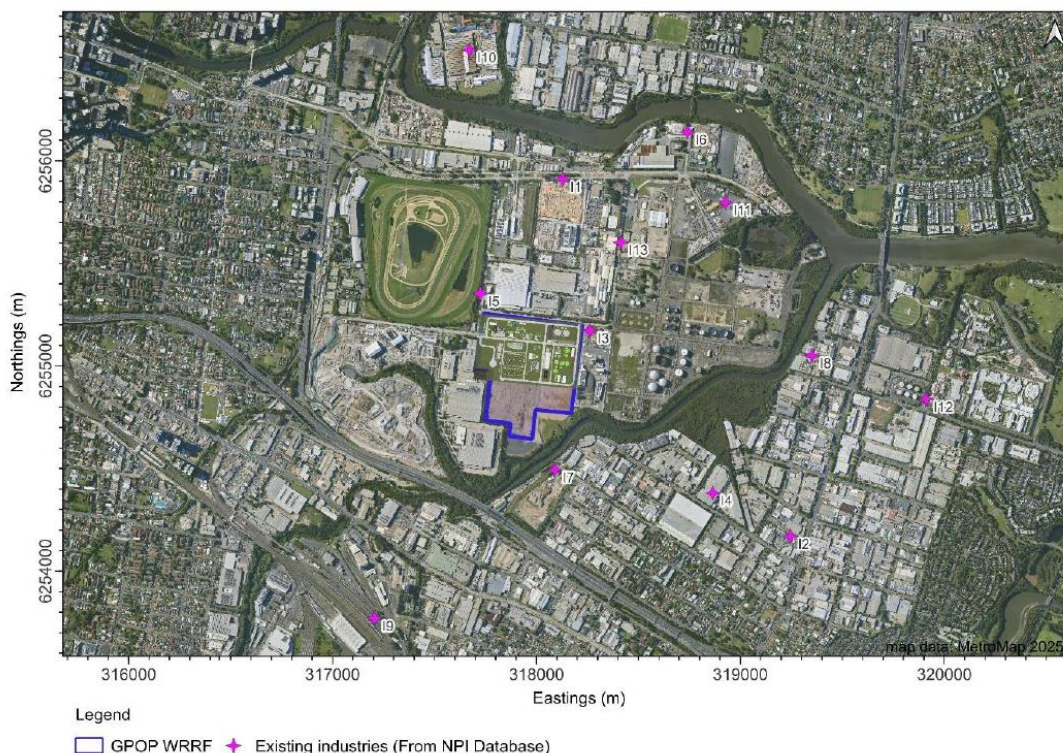 I10
I6
6256000
I1
I11
I13
I5
I3
Northings (m)
6255000
I8
I12
I7
I4
I2
6254000
I9
map data: MetroMap 2025
316000 317000 318000 319000 320000
Eastings (m)
Legend
GPOP WRRF Existing industries (From NPI Database)